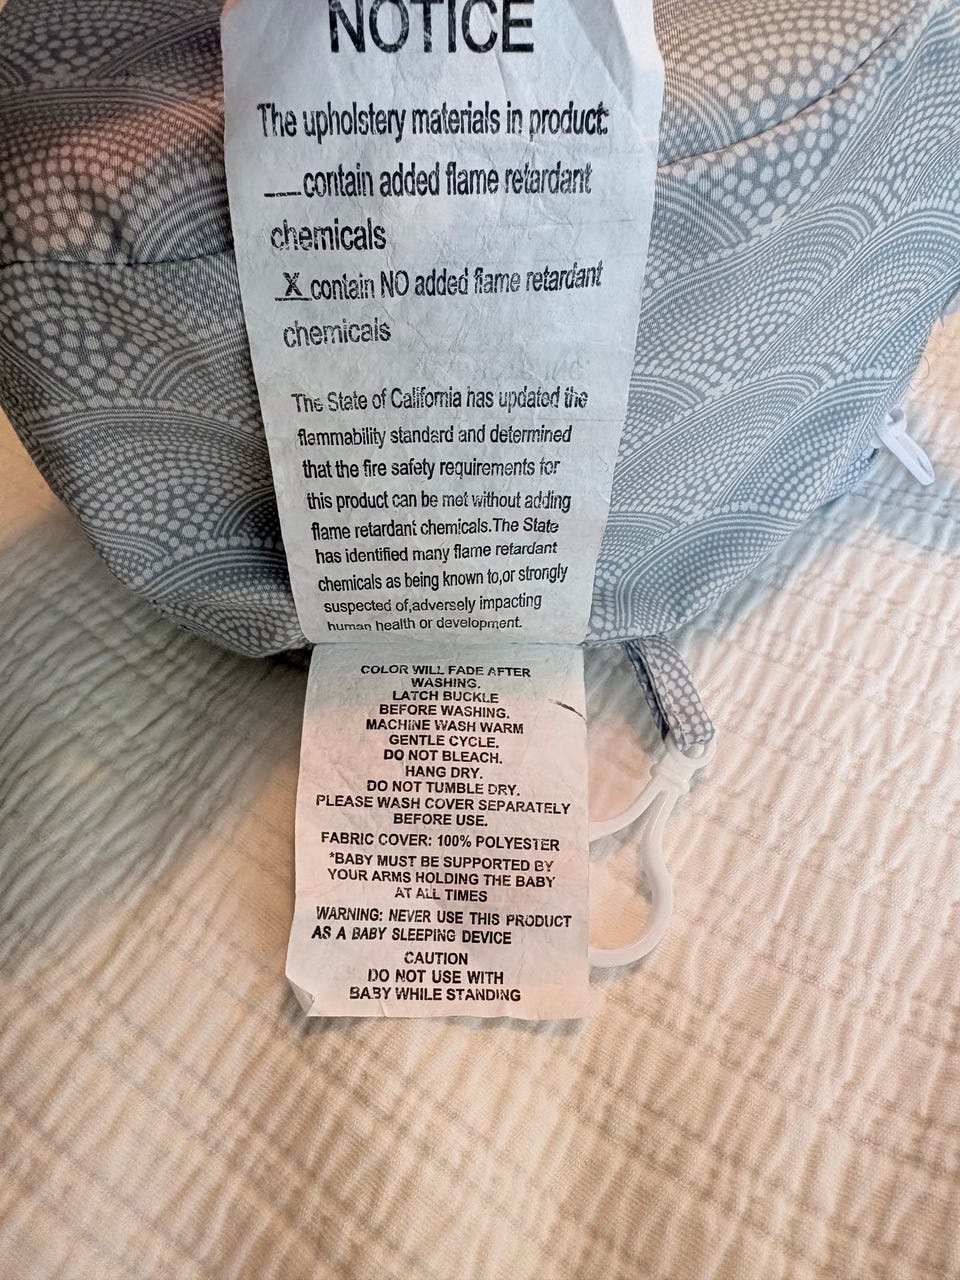 NOTICE
The upholstery materials in product:
___contain added flame retardant
chemicals
_X_contain NO added flame retardant
chemicals
The State of California has updated the
flammability standard and determined
that the fire safety requirements for
this product can be met without adding
flame retardant chemicals.The State
has identified many flame retardant
chemicals as being known to,or strongly
suspected of,adversely impacting
human health or development.
COLOR WILL FADE AFTER
WASHING.
LATCH BUCKLE
BEFORE WASHING.
MACHINE WASH WARM
GENTLE CYCLE.
DO NOT BLEACH.
HANG DRY.
DO NOT TUMBLE DRY.
PLEASE WASH COVER SEPARATELY
BEFORE USE.
FABRIC COVER: 100% POLYESTER
*BABY MUST BE SUPPORTED BY
YOUR ARMS HOLDING THE BABY
AT ALL TIMES
WARNING: NEVER USE THIS PRODUCT
AS A BABY SLEEPING DEVICE
CAUTION
DO NOT USE WITH
BABY WHILE STANDING